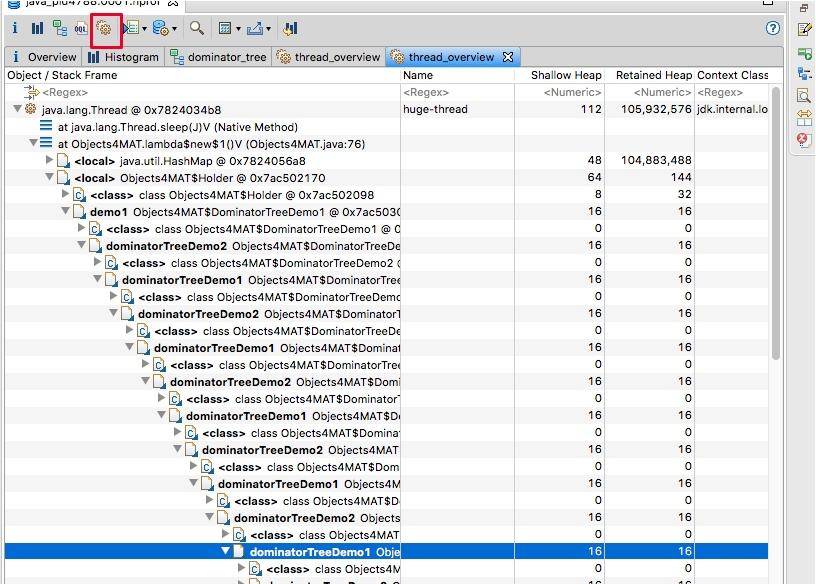 java_pid4788.0001.hprof
i Overview Histogram dominator_tree thread_overview thread_overview
Object / Stack Frame Name Shallow Heap Retained Heap Context Class
<Regex> <Regex> <Numeric> <Numeric> <Regex>
java.lang.Thread @ 0x7824034b8 huge-thread 112 105,932,576 jdk.internal.lo
at java.lang.Thread.sleep(J)V (Native Method)
at Objects4MAT.lambda$new$1()V (Objects4MAT.java:76)
<local> java.util.HashMap @ 0x7824056a8 48 104,883,488
<local> Objects4MAT$Holder @ 0x7ac502170 64 144
<class> class Objects4MAT$Holder @ 0x7ac502098 8 32
demo1 Objects4MAT$DominatorTreeDemo1 @ 0x7ac5030 16 16
<class> class Objects4MAT$DominatorTreeDemo1 @ 0 0 0
dominatorTreeDemo2 Objects4MAT$DominatorTreeDe 16 16
<class> class Objects4MAT$DominatorTreeDemo2 @ 0 0
dominatorTreeDemo1 Objects4MAT$DominatorTre 16 16
<class> class Objects4MAT$DominatorTreeDemo 0 0
dominatorTreeDemo2 Objects4MAT$Dominator 16 16
<class> class Objects4MAT$DominatorTreeD 0 0
dominatorTreeDemo1 Objects4MAT$Dominat 16 16
<class> class Objects4MAT$DominatorTre 0 0
dominatorTreeDemo2 Objects4MAT$Domi 16 16
<class> class Objects4MAT$Dominator 0 0
dominatorTreeDemo1 Objects4MAT$Do 16 16
<class> class Objects4MAT$Domina 0 0
dominatorTreeDemo2 Objects4MAT$ 16 16
<class> class Objects4MAT$Dom 0 0
dominatorTreeDemo1 Objects4M 16 16
<class> class Objects4MAT$D 0 0
dominatorTreeDemo2 Objects 16 16
<class> class Objects4MAT 0 0
dominatorTreeDemo1 Obje 16 16
<class> class Objects4M 0 0